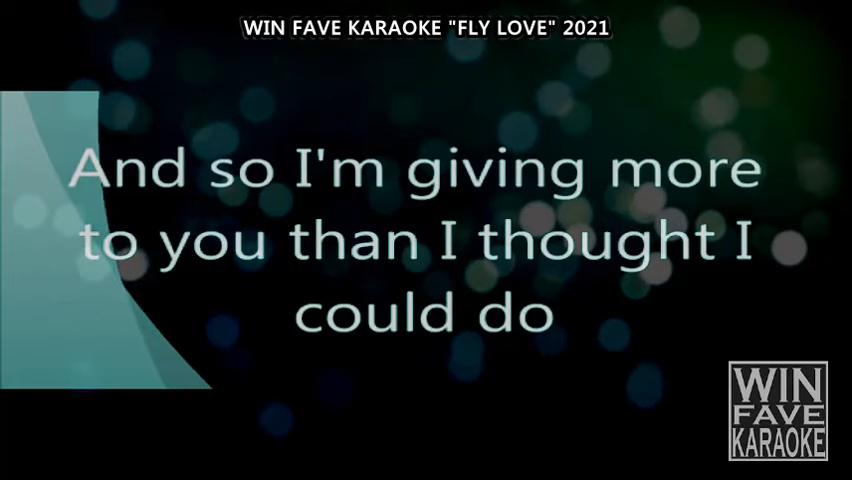 WIN FAVE KARAOKE "FLY LOVE" 2021
And so I'm giving more
to you than I thought I
could do
WIN
FAVE
KARAOKE